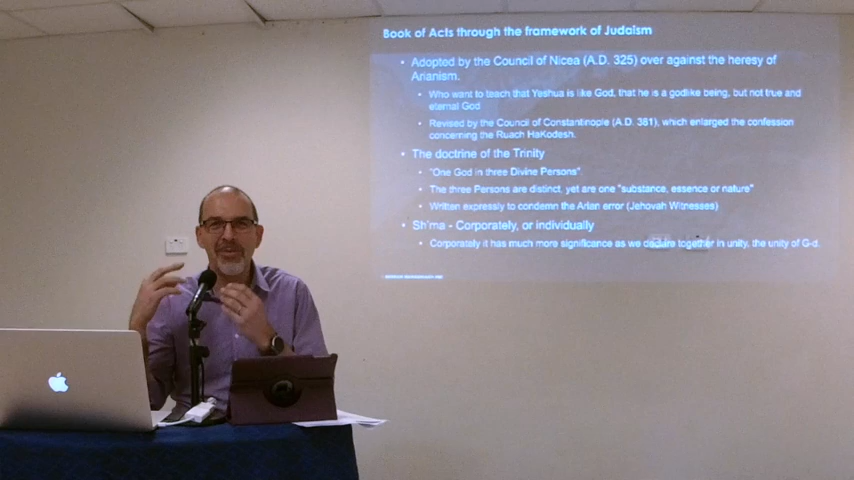 Book of Acts through the framework of Judaism
• Adopted by the Council of Nicea (A.D. 325) over against the heresy of
Arianism.
• Who want to teach that Yeshua is like God, that he is a godlike being, but not true and
eternal God
• Revised by the Council of Constantinople (A.D. 381), which enlarged the confession
concerning the Ruach HaKodesh.
• The doctrine of the Trinity
• "One God in three Divine Persons"
• The three Persons are distinct, yet are one "substance, essence or nature"
• Written expressly to condemn the Arian error (Jehovah Witnesses)
• Sh'ma - Corporately, or individually
• Corporately it has much more significance as we declare together in unity, the unity of G-d.